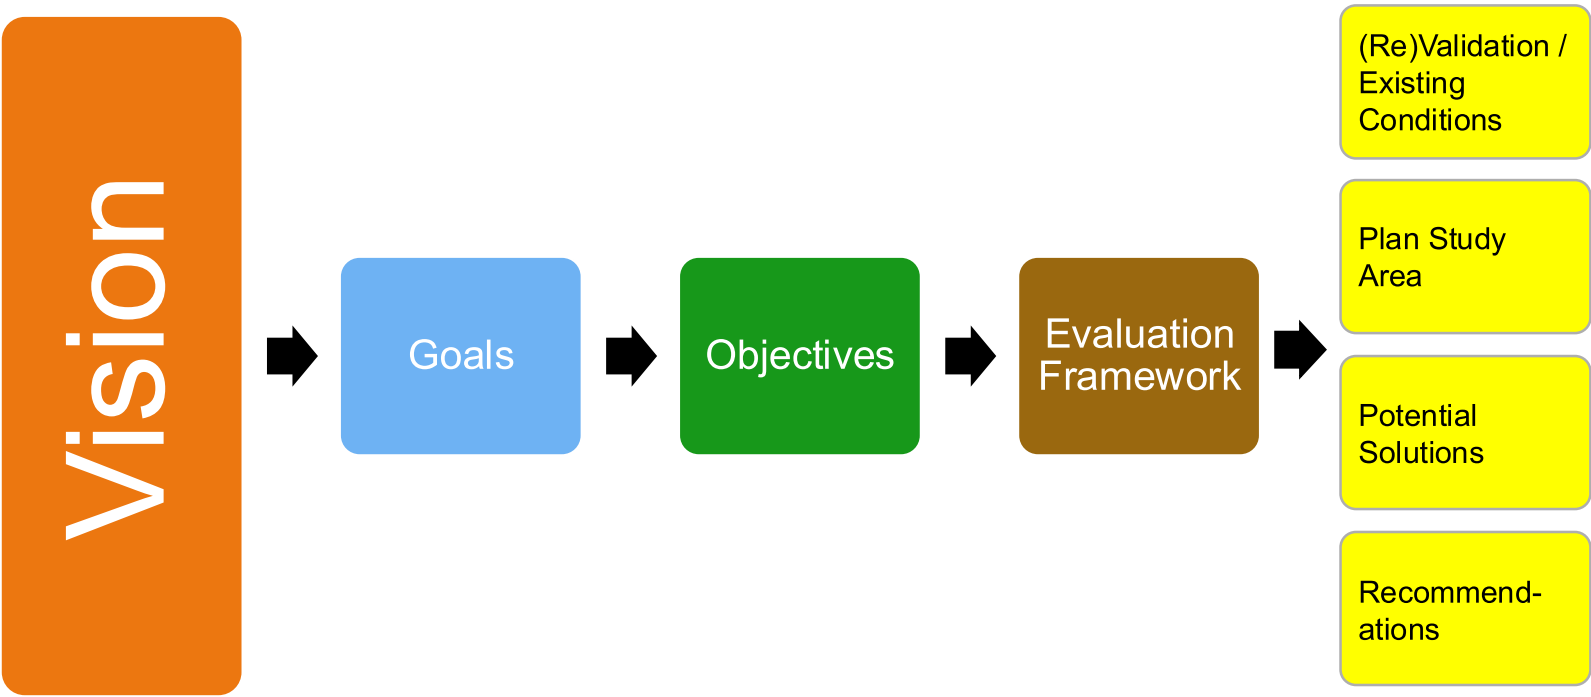 Vision
Goals
Objectives
Evaluation
Framework
(Re)Validation /
Existing
Conditions
Plan Study
Area
Potential
Solutions
Recommend-
ations